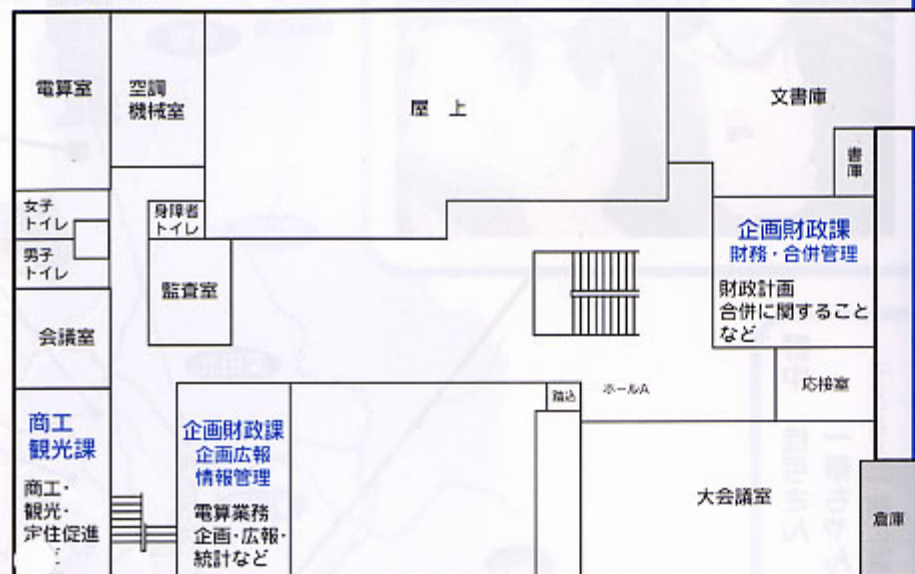 電算室
空調
機械室
屋上
文書庫
書庫
女子
トイレ
男子
トイレ
身障者
トイレ
監査室
会議室
企画財政課
財務・合併管理
財政計画
合併に関すること
など
応接室
踏込
ホールA
商工
観光課
商工・
観光・
定住促進
企画財政課
企画広報
情報管理
電算業務
企画・広報・
統計など
大会議室
倉庫